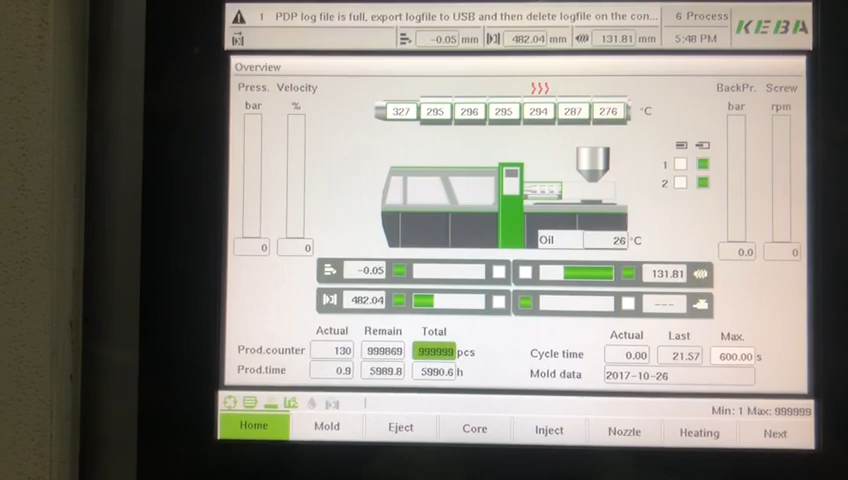 1 PDP log file is full, export logfile to USB and then delete logfile on the con... 6 Process
KEBA
-0.05 mm 482.04 mm 131.81 mm 5:48 PM
Overview
Press. Velocity BackPr. Screw
bar % bar rpm
327 295 296 295 294 287 276 °C
1
2
Oil 26 °C
0 0 0.0 0
-0.05 131.81
482.04 ---
Actual Remain Total Actual Last Max.
Prod.counter 130 999869 999999 pcs Cycle time 0.00 21.57 600.00 s
Prod.time 0.9 5989.8 5990.6 h Mold data 2017-10-26
Min: 1 Max: 999999
Home Mold Eject Core Inject Nozzle Heating Next